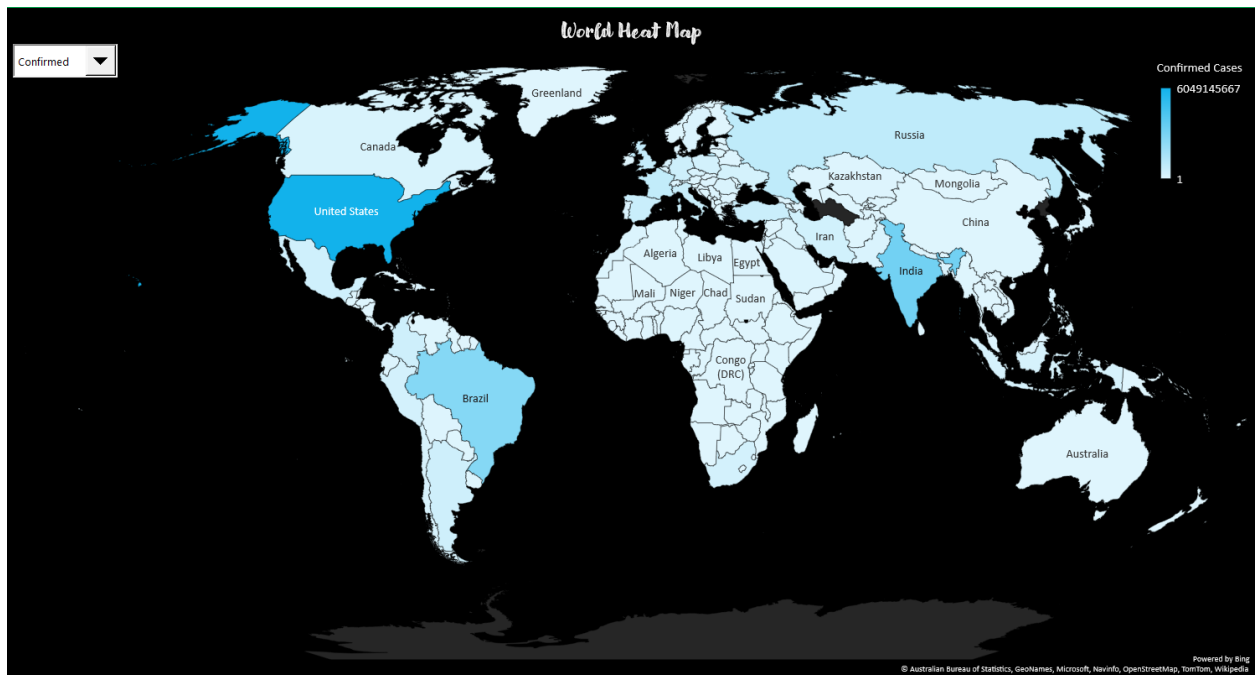 World Heat Map
Confirmed
Confirmed Cases
6049145667
1
Greenland
Canada
Russia
Kazakhstan
Mongolia
United States
China
Iran
Algeria
Libya
Egypt
India
Mali
Niger
Chad
Sudan
Congo
(DRC)
Brazil
Australia
Powered by Bing
© Australian Bureau of Statistics, GeoNames, Microsoft, Navinfo, OpenStreetMap, TomTom, Wikipedia